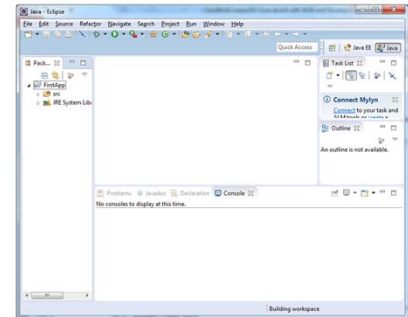 Java - Eclipse
File Edit Source Refactor Navigate Search Project Run Window Help
Quick Access
Java EE
Java
Pack...
FirstApp
src
JRE System Libr
Task List
Connect Mylyn
Connect to your task and
Outline
An outline is not available.
Problems Javadoc Declaration Console
No consoles to display at this time.
Building workspace